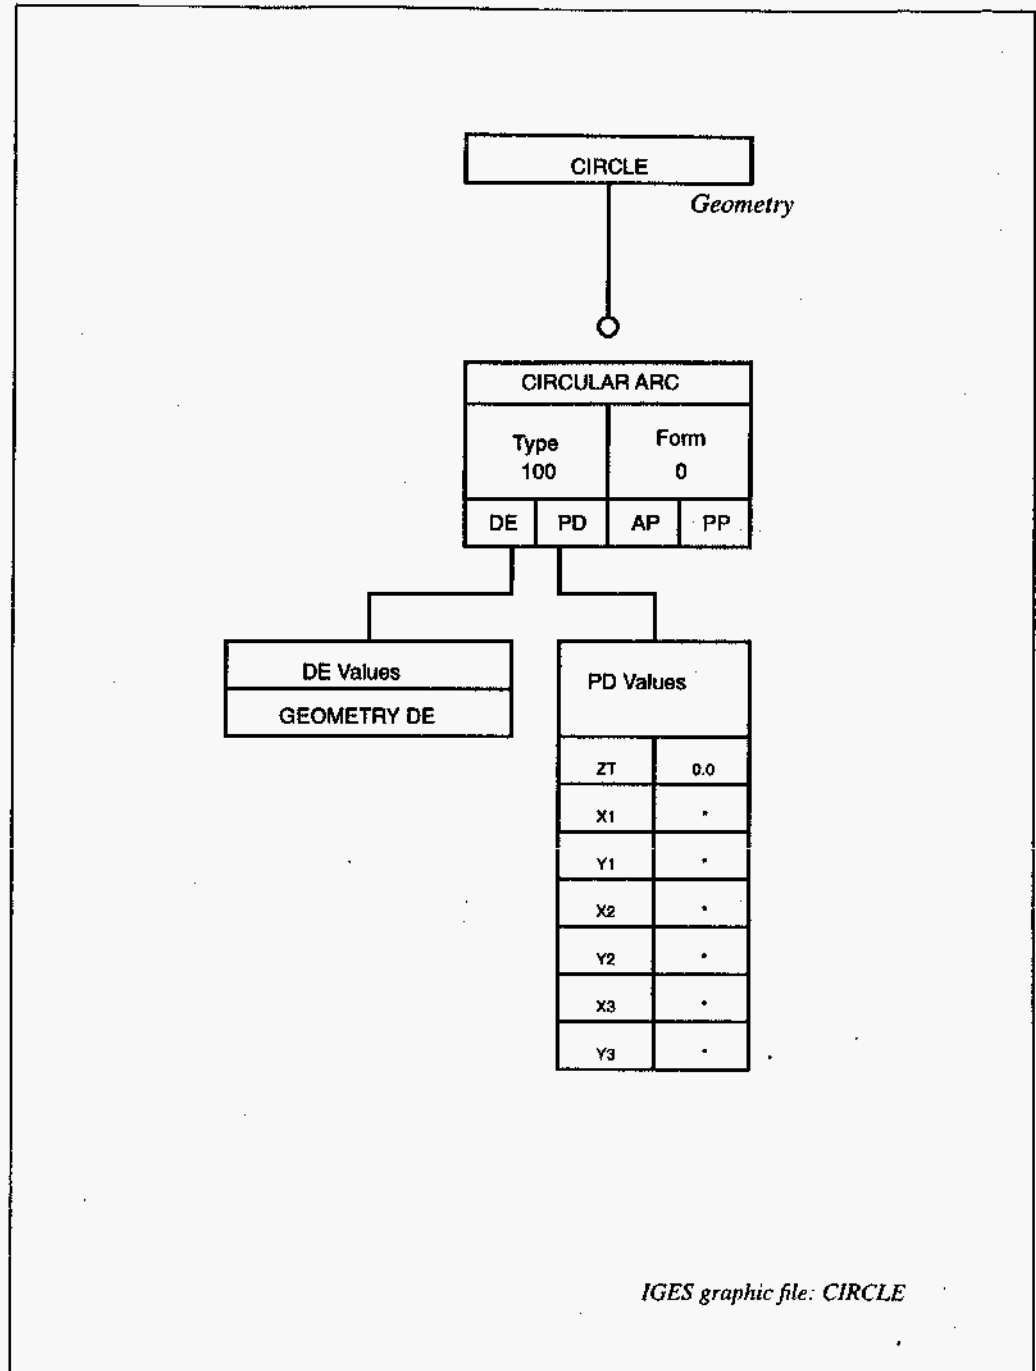 CIRCLE
Geometry
CIRCULAR ARC
Type Form
100 0
DE PD AP PP
DE Values
GEOMETRY DE
PD Values
ZT 0.0
X1 *
Y1 *
X2 *
Y2 *
X3 *
Y3 *
IGES graphic file: CIRCLE